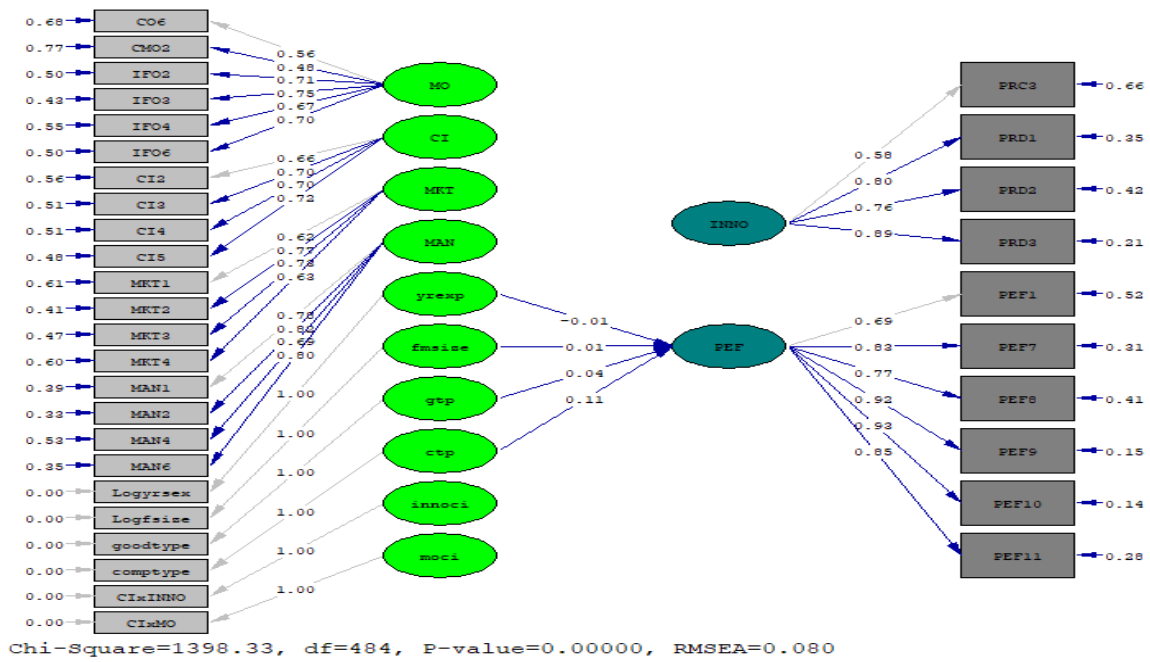 0.68 CO6
0.77 CMO2
0.50 IFO2
0.43 IFO3
0.55 IFO4
0.50 IFO6
0.56 CI2
0.51 CI3
0.51 CI4
0.48 CI5
0.61 MKT1
0.41 MKT2
0.47 MKT3
0.60 MKT4
0.39 MAN1
0.33 MAN2
0.53 MAN4
0.35 MAN6
0.00 Logyrsex
0.00 Logfsize
0.00 goodtype
0.00 comptype
0.00 CIxINNO
0.00 CIxMO
0.56
0.48
0.71
0.75
0.67
0.70
0.66
0.70
0.72
0.62
0.77
0.63
0.69
0.80
1.00
1.00
1.00
1.00
1.00
1.00
MO
CI
MKT
MAN
yrexp
fmsize
gtp
ctp
innoci
moci
-0.01
0.01
0.04
0.11
INNO
PEF
0.58
0.80
0.76
0.89
0.69
0.83
0.77
0.92
0.93
0.85
PRC3 0.66
PRD1 0.35
PRD2 0.42
PRD3 0.21
PEF1 0.52
PEF7 0.31
PEF8 0.41
PEF9 0.15
PEF10 0.14
PEF11 0.28
Chi-Square=1398.33, df=484, P-value=0.00000, RMSEA=0.080